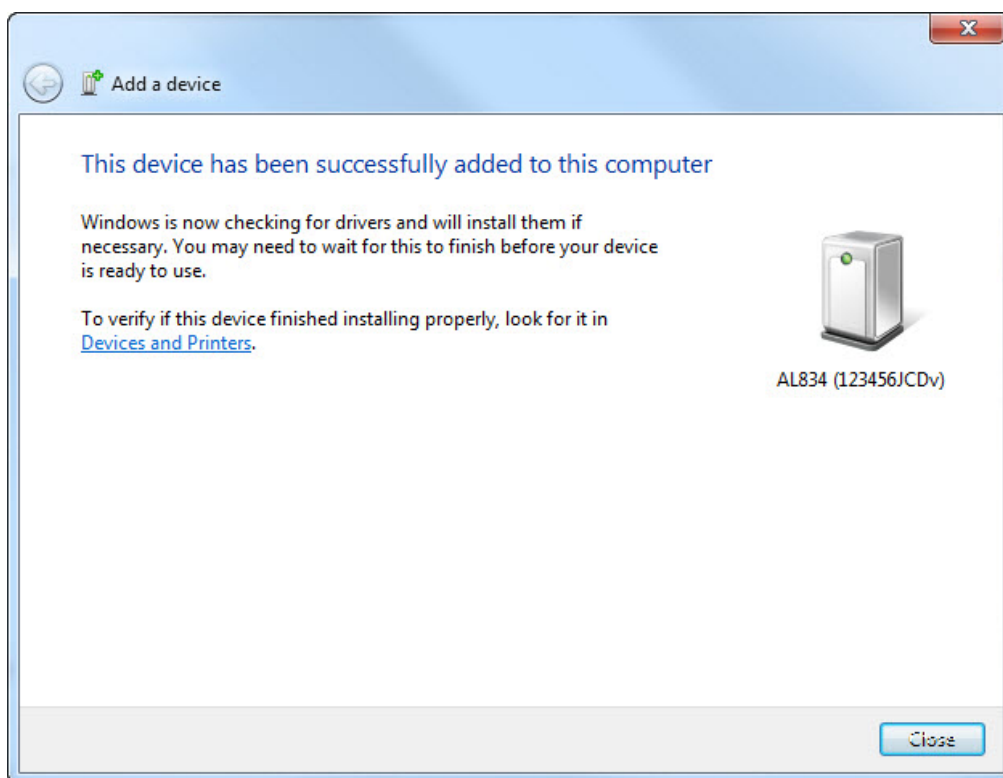 Add a device
This device has been successfully added to this computer
Windows is now checking for drivers and will install them if
necessary. You may need to wait for this to finish before your device
is ready to use.
To verify if this device finished installing properly, look for it in
Devices and Printers.
AL834 (123456JCDv)
Close